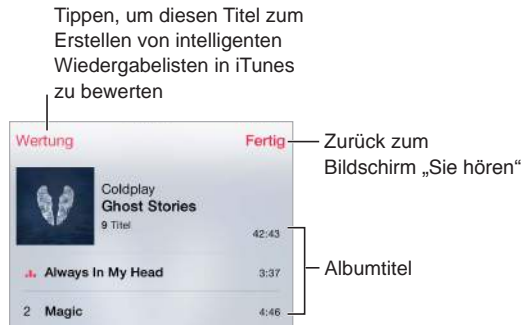 Tippen, um diesen Titel zum
Erstellen von intelligenten
Wiedergabelisten in iTunes
zu bewerten
Wertung
Fertig
Zurück zum
Bildschirm „Sie hören“
Coldplay
Ghost Stories
9 Titel
42:43
Albumtitel
Always In My Head 3:37
2 Magic 4:46